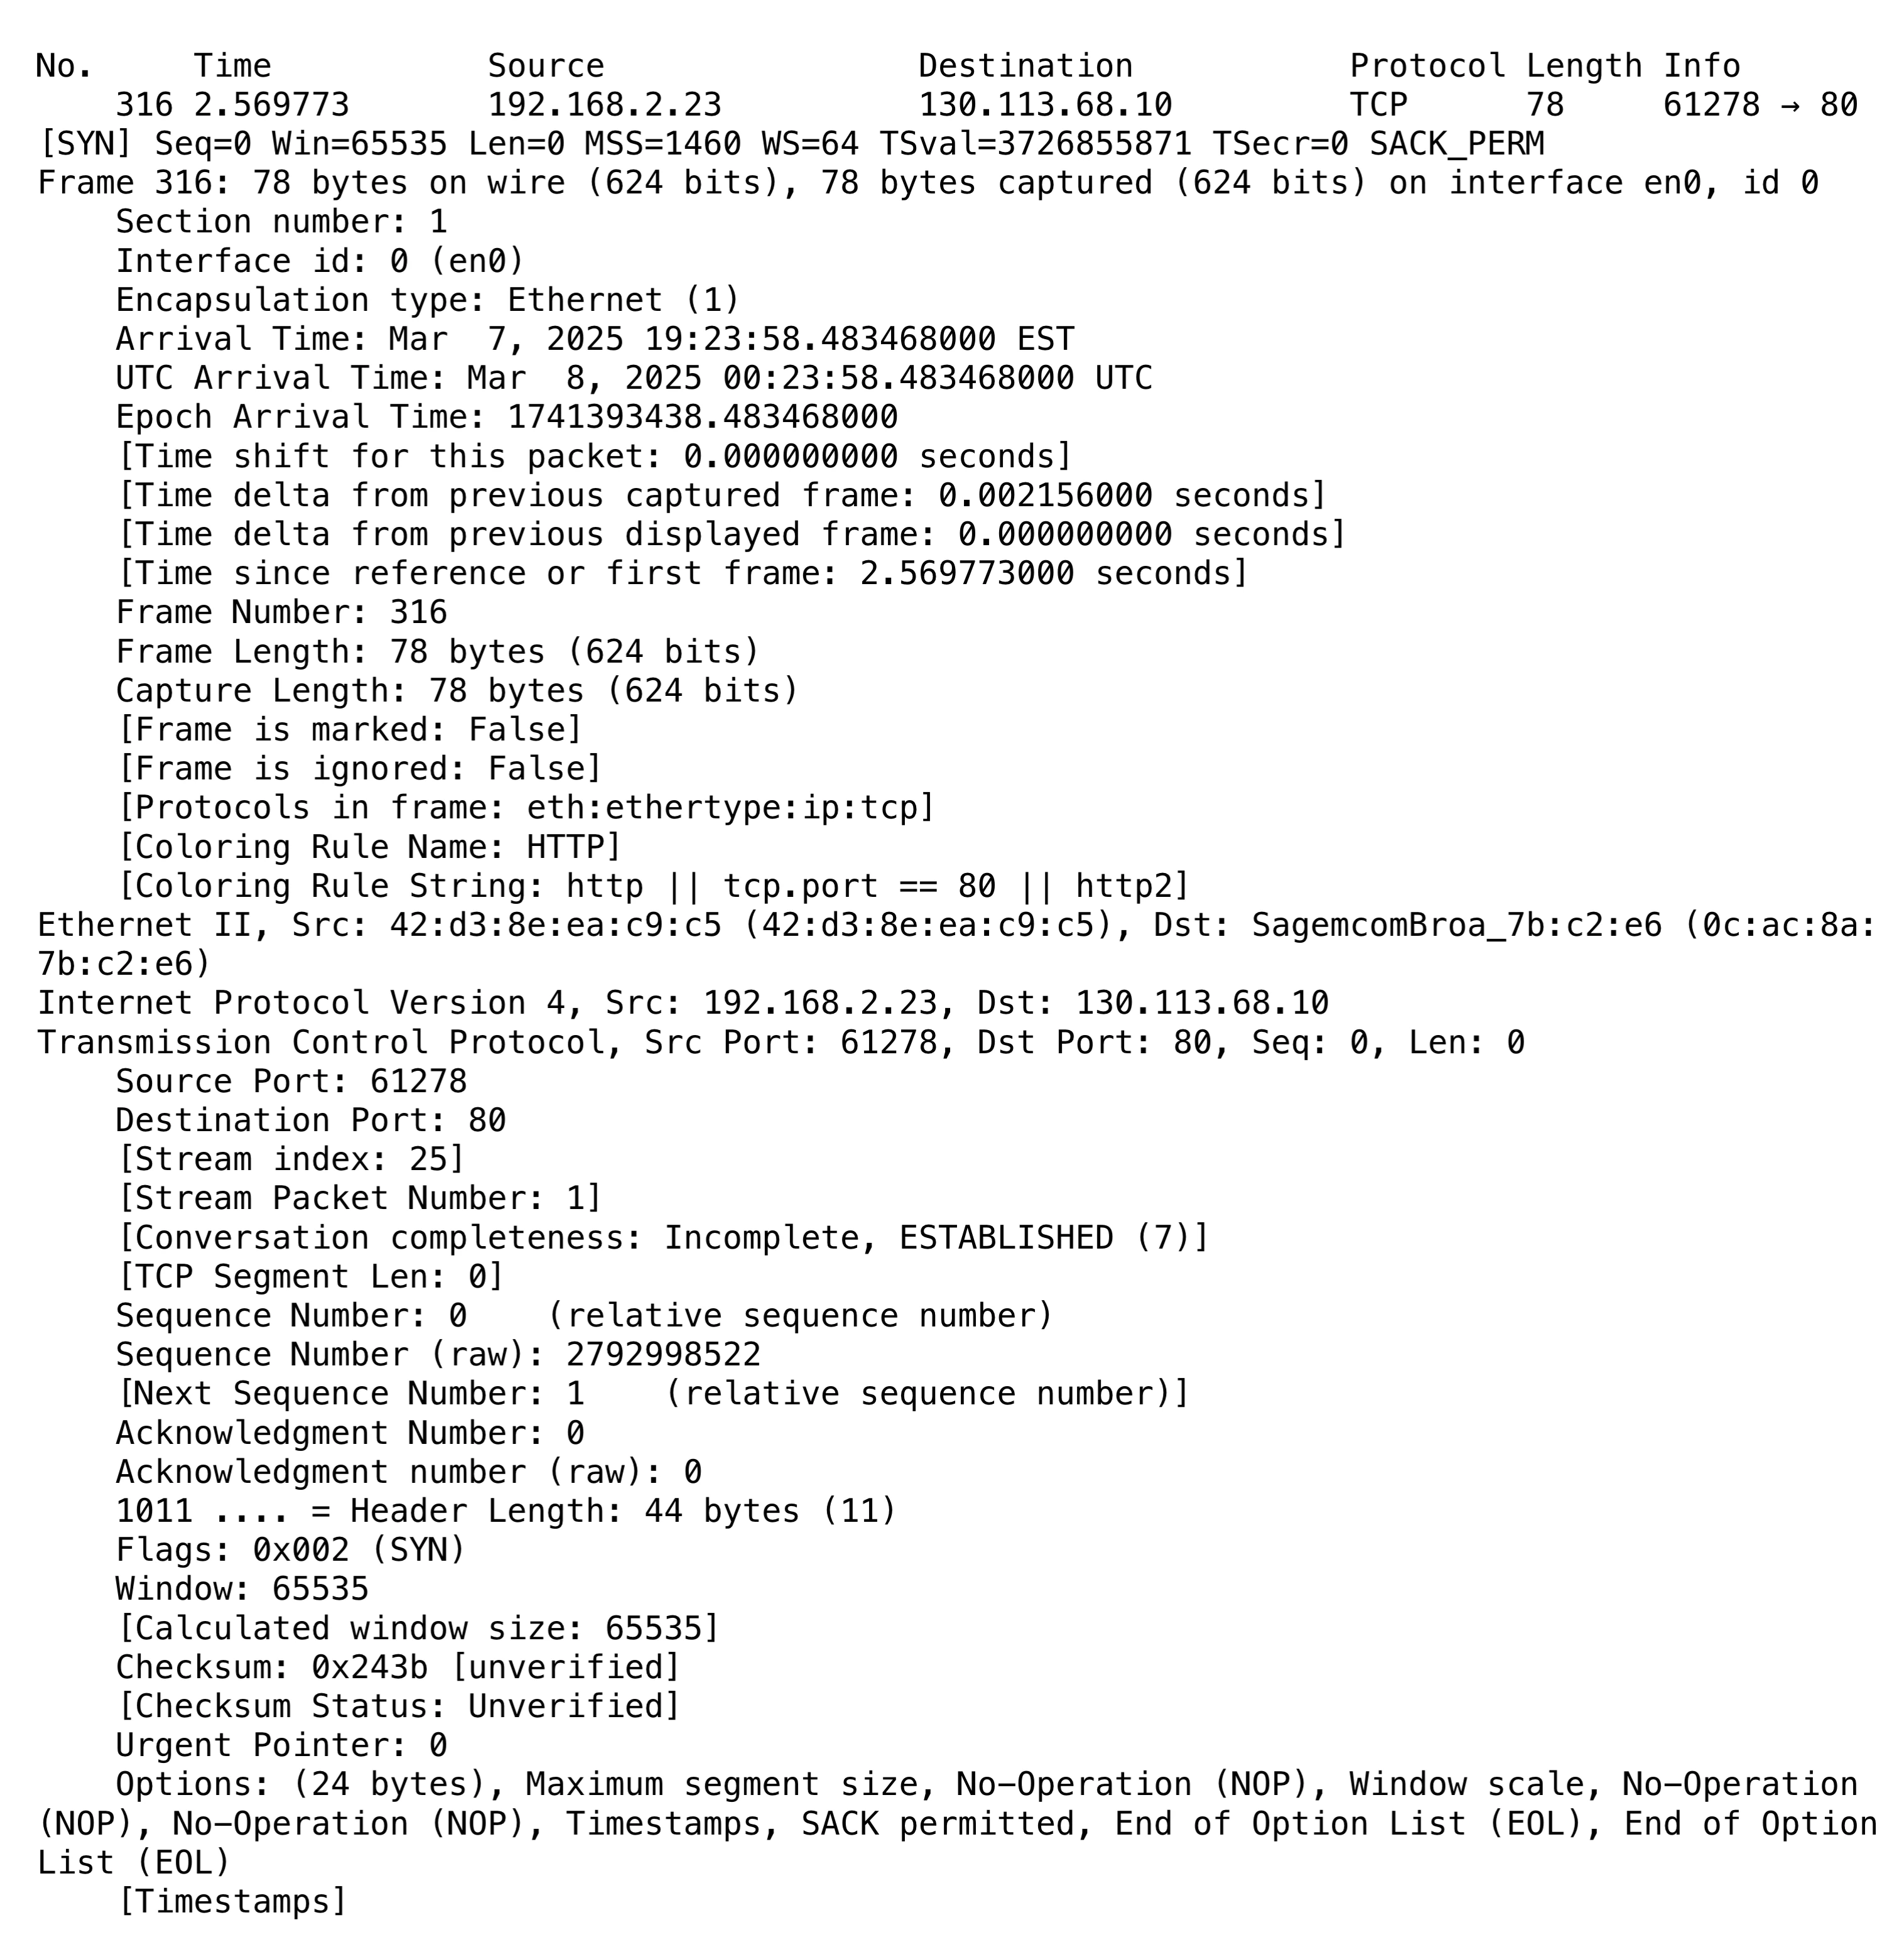 No.     Time           Source                Destination           Protocol Length Info
    316 2.569773       192.168.2.23          130.113.68.10         TCP      78     61278 → 80
[SYN] Seq=0 Win=65535 Len=0 MSS=1460 WS=64 TSval=3726855871 TSecr=0 SACK_PERM
Frame 316: 78 bytes on wire (624 bits), 78 bytes captured (624 bits) on interface en0, id 0
    Section number: 1
    Interface id: 0 (en0)
    Encapsulation type: Ethernet (1)
    Arrival Time: Mar  7, 2025 19:23:58.483468000 EST
    UTC Arrival Time: Mar  8, 2025 00:23:58.483468000 UTC
    Epoch Arrival Time: 1741393438.483468000
    [Time shift for this packet: 0.000000000 seconds]
    [Time delta from previous captured frame: 0.002156000 seconds]
    [Time delta from previous displayed frame: 0.000000000 seconds]
    [Time since reference or first frame: 2.569773000 seconds]
    Frame Number: 316
    Frame Length: 78 bytes (624 bits)
    Capture Length: 78 bytes (624 bits)
    [Frame is marked: False]
    [Frame is ignored: False]
    [Protocols in frame: eth:ethertype:ip:tcp]
    [Coloring Rule Name: HTTP]
    [Coloring Rule String: http || tcp.port == 80 || http2]
Ethernet II, Src: 42:d3:8e:ea:c9:c5 (42:d3:8e:ea:c9:c5), Dst: SagemcomBroa_7b:c2:e6 (0c:ac:8a:
7b:c2:e6)
Internet Protocol Version 4, Src: 192.168.2.23, Dst: 130.113.68.10
Transmission Control Protocol, Src Port: 61278, Dst Port: 80, Seq: 0, Len: 0
    Source Port: 61278
    Destination Port: 80
    [Stream index: 25]
    [Stream Packet Number: 1]
    [Conversation completeness: Incomplete, ESTABLISHED (7)]
    [TCP Segment Len: 0]
    Sequence Number: 0    (relative sequence number)
    Sequence Number (raw): 2792998522
    [Next Sequence Number: 1    (relative sequence number)]
    Acknowledgment Number: 0
    Acknowledgment number (raw): 0
    1011 .... = Header Length: 44 bytes (11)
    Flags: 0x002 (SYN)
    Window: 65535
    [Calculated window size: 65535]
    Checksum: 0x243b [unverified]
    [Checksum Status: Unverified]
    Urgent Pointer: 0
    Options: (24 bytes), Maximum segment size, No-Operation (NOP), Window scale, No-Operation
(NOP), No-Operation (NOP), Timestamps, SACK permitted, End of Option List (EOL), End of Option
List (EOL)
    [Timestamps]